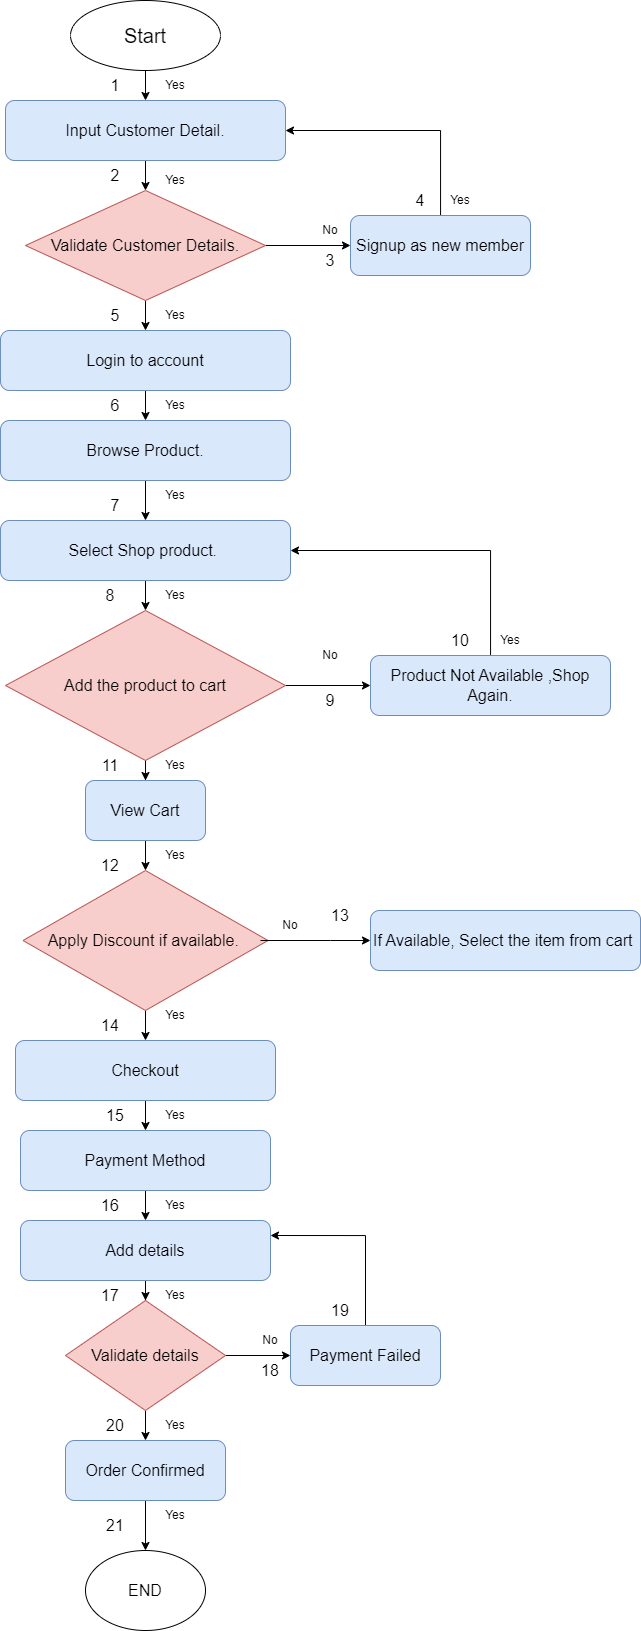 Start
1
Yes
Input Customer Detail.
2
Yes
4
Yes
Validate Customer Details.
No
3
Signup as new member
5
Yes
Login to account
6
Yes
Browse Product.
7
Yes
Select Shop product.
8
Yes
10
Yes
Add the product to cart
No
9
Product Not Available ,Shop
Again.
11
Yes
View Cart
12
Yes
Apply Discount if available.
No
13
If Available, Select the item from cart
14
Yes
Checkout
15
Yes
Payment Method
16
Yes
Add details
17
Yes
19
Validate details
No
18
Payment Failed
20
Yes
Order Confirmed
21
Yes
END